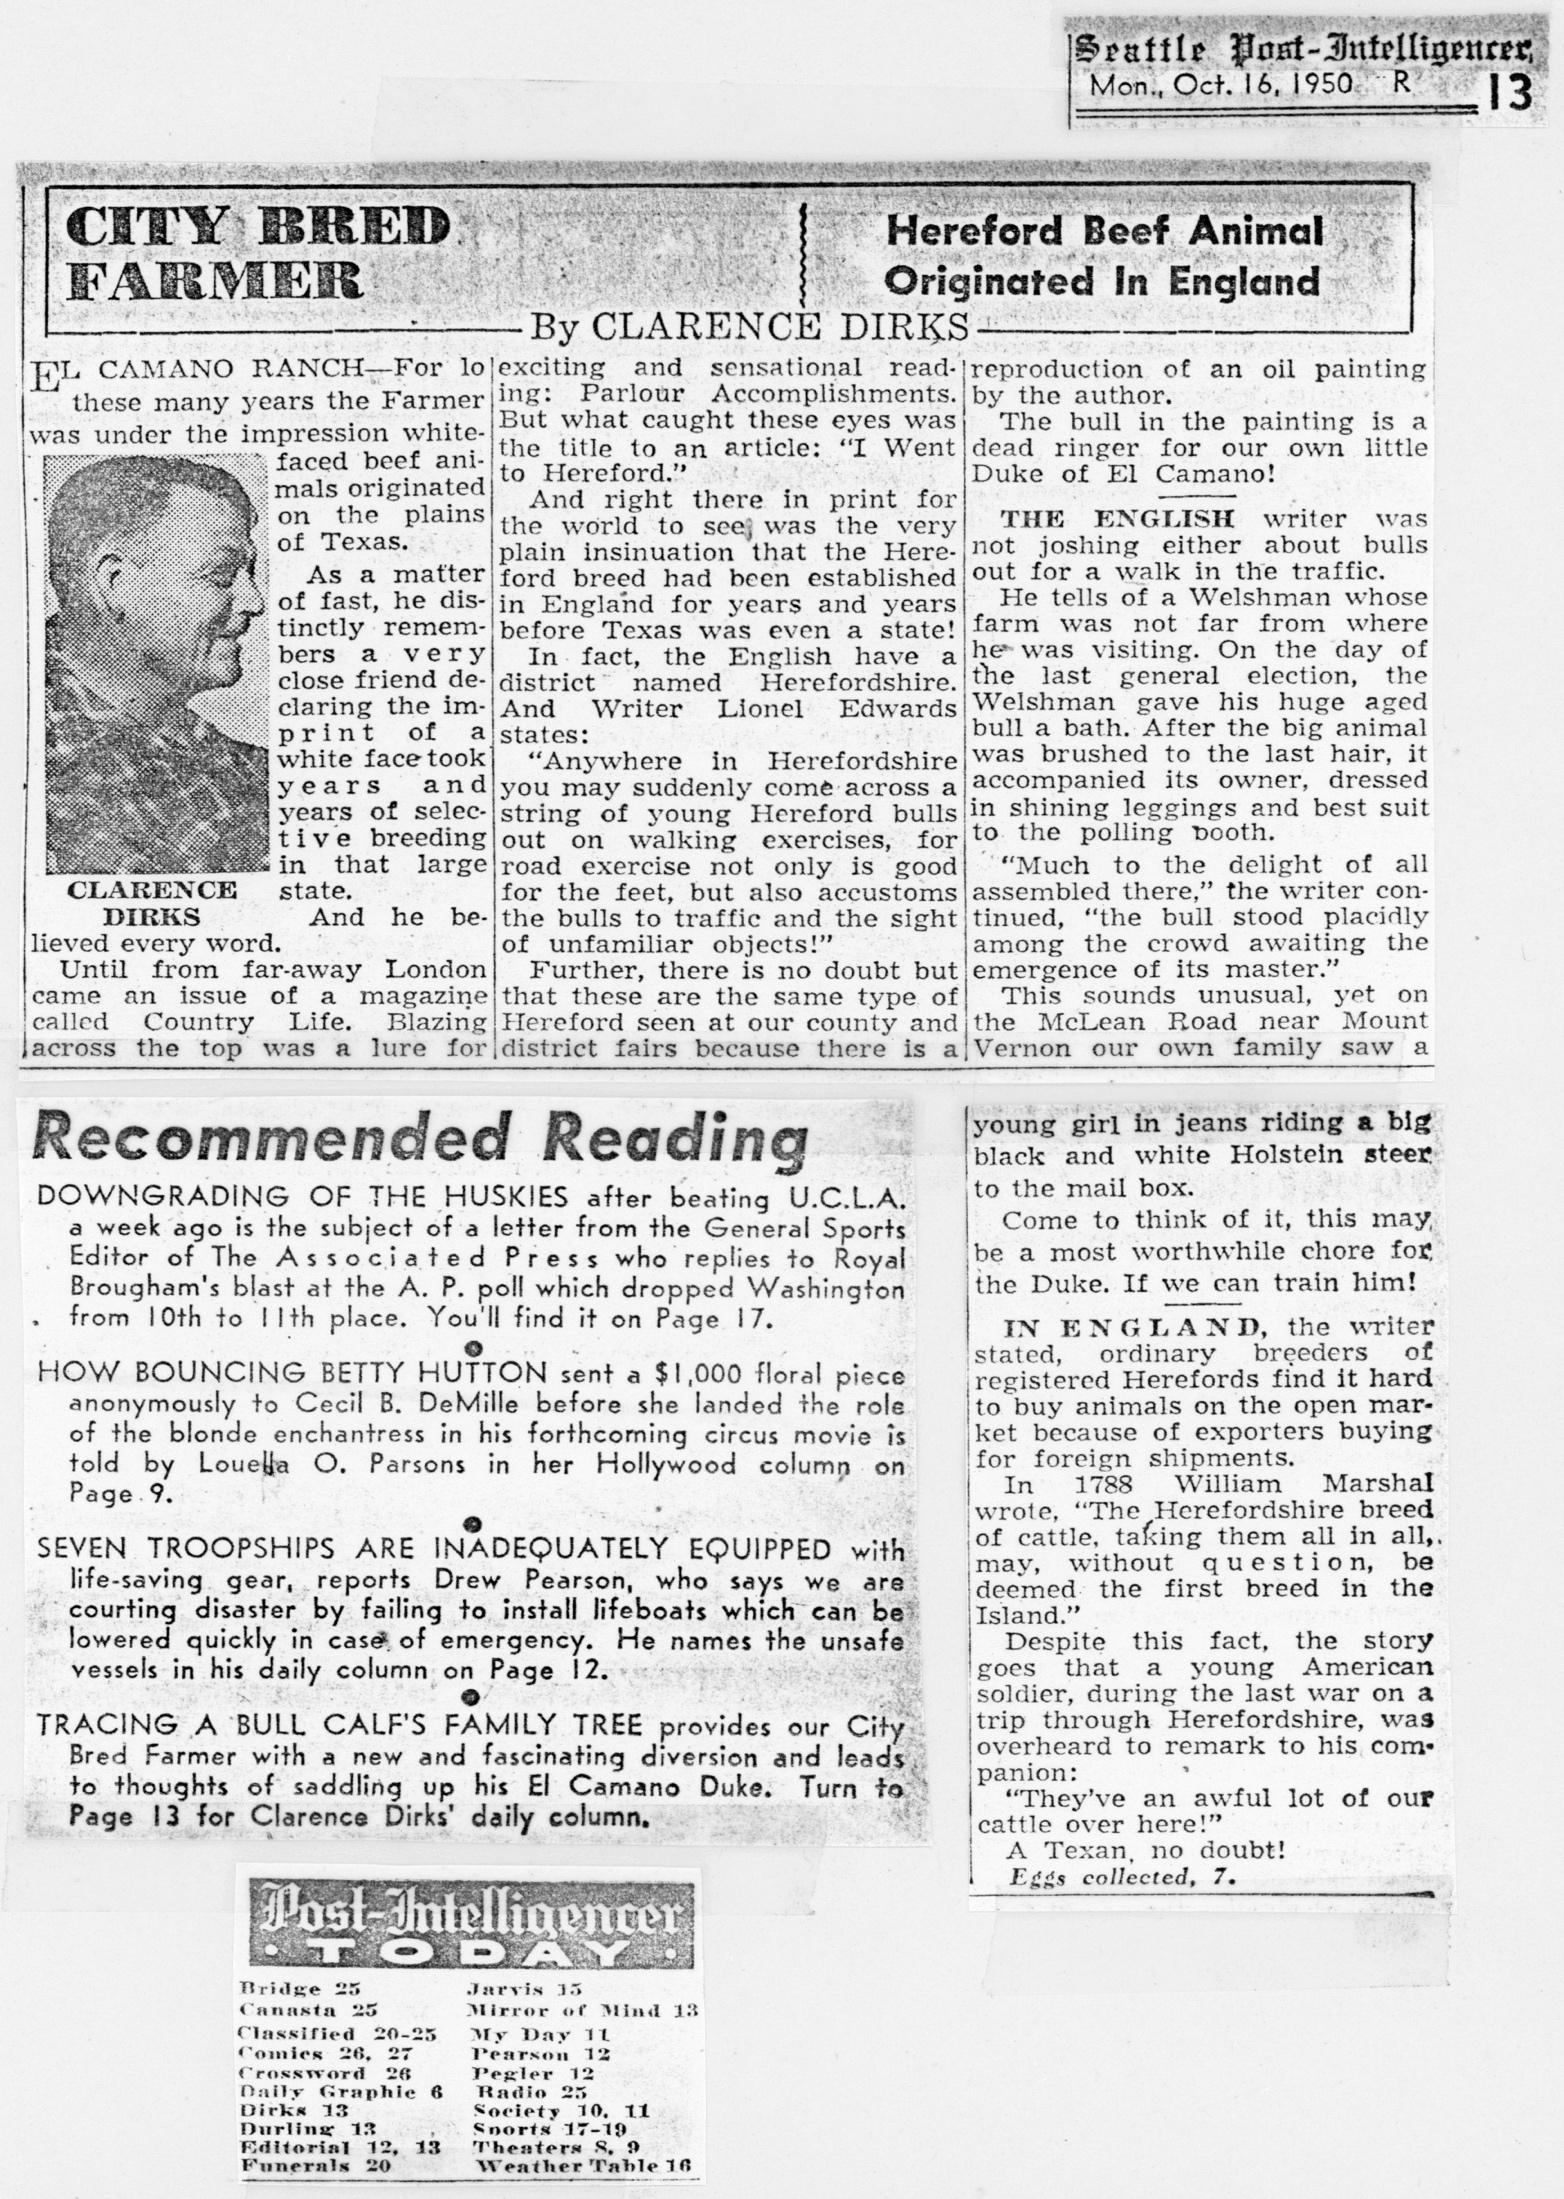 Seattle Post-Intelligencer,
Mon., Oct. 16, 1950 R 13
CITY BRED
FARMER
Hereford Beef Animal
Originated In England
By CLARENCE DIRKS
EL CAMANO RANCH—For lo
these many years the Farmer
was under the impression white-
faced beef ani-
mals originated
on the plains
of Texas.
As a matter
of fast, he dis-
tinctly remem-
bers a very
close friend de-
claring the im-
print of a
white face took
years and
years of selec-
tive breeding
in that large
state.
CLARENCE
DIRKS
And he be-
lieved every word.
Until from far-away London
came an issue of a magazine
called Country Life. Blazing
across the top was a lure for
exciting and sensational read-
ing: Parlour Accomplishments.
But what caught these eyes was
the title to an article: "I Went
to Hereford."
And right there in print for
the world to see, was the very
plain insinuation that the Here-
ford breed had been established
in England for years and years
before Texas was even a state!
In fact, the English have a
district named Herefordshire.
And Writer Lionel Edwards
states:
"Anywhere in Herefordshire
you may suddenly come across a
string of young Hereford bulls
out on walking exercises, for
road exercise not only is good
for the feet, but also accustoms
the bulls to traffic and the sight
of unfamiliar objects!"
Further, there is no doubt but
that these are the same type of
Hereford seen at our county and
district fairs because there is a
reproduction of an oil painting
by the author.
The bull in the painting is a
dead ringer for our own little
Duke of El Camano!
THE ENGLISH writer was
not joshing either about bulls
out for a walk in the traffic.
He tells of a Welshman whose
farm was not far from where
he was visiting. On the day of
the last general election, the
Welshman gave his huge aged
bull a bath. After the big animal
was brushed to the last hair, it
accompanied its owner, dressed
in shining leggings and best suit
to the polling booth.
"Much to the delight of all
assembled there," the writer con-
tinued, "the bull stood placidly
among the crowd awaiting the
emergence of its master."
This sounds unusual, yet on
the McLean Road near Mount
Vernon our own family saw a
young girl in jeans riding a big
black and white Holstein steer
to the mail box.
Come to think of it, this may
be a most worthwhile chore for
the Duke. If we can train him!
IN ENGLAND, the writer
stated, ordinary breeders of
registered Herefords find it hard
to buy animals on the open mar-
ket because of exporters buying
for foreign shipments.
In 1788 William Marshal
wrote, "The Herefordshire breed
of cattle, taking them all in all,
may, without question, be
deemed the first breed in the
Island."
Despite this fact, the story
goes that a young American
soldier, during the last war on a
trip through Herefordshire, was
overheard to remark to his com-
panion:
"They've an awful lot of our
cattle over here!"
A Texan, no doubt!
Eggs collected, 7.
Recommended Reading
DOWNGRADING OF THE HUSKIES after beating U.C.L.A.
a week ago is the subject of a letter from the General Sports
Editor of The Associated Press who replies to Royal
Brougham's blast at the A. P. poll which dropped Washington
from 10th to 11th place. You'll find it on Page 17.
HOW BOUNCING BETTY HUTTON sent a $1,000 floral piece
anonymously to Cecil B. DeMille before she landed the role
of the blonde enchantress in his forthcoming circus movie is
told by Louella O. Parsons in her Hollywood column on
Page 9.
SEVEN TROOPSHIPS ARE INADEQUATELY EQUIPPED with
life-saving gear, reports Drew Pearson, who says we are
courting disaster by failing to install lifeboats which can be
lowered quickly in case of emergency. He names the unsafe
vessels in his daily column on Page 12.
TRACING A BULL CALF'S FAMILY TREE provides our City
Bred Farmer with a new and fascinating diversion and leads
to thoughts of saddling up his El Camano Duke. Turn to
Page 13 for Clarence Dirks' daily column.
Post-Intelligencer
TODAY
Bridge 25
Canasta 25
Classified 20-25
Comics 26, 27
Crossword 26
Daily Graphic 6
Dirks 13
Durling 13
Editorial 12, 13
Funerals 20
Jarvis 15
Mirror of Mind 13
My Day 11
Pearson 12
Pegler 12
Radio 25
Society 10, 11
Sports 17-19
Theaters 8, 9
Weather Table 16